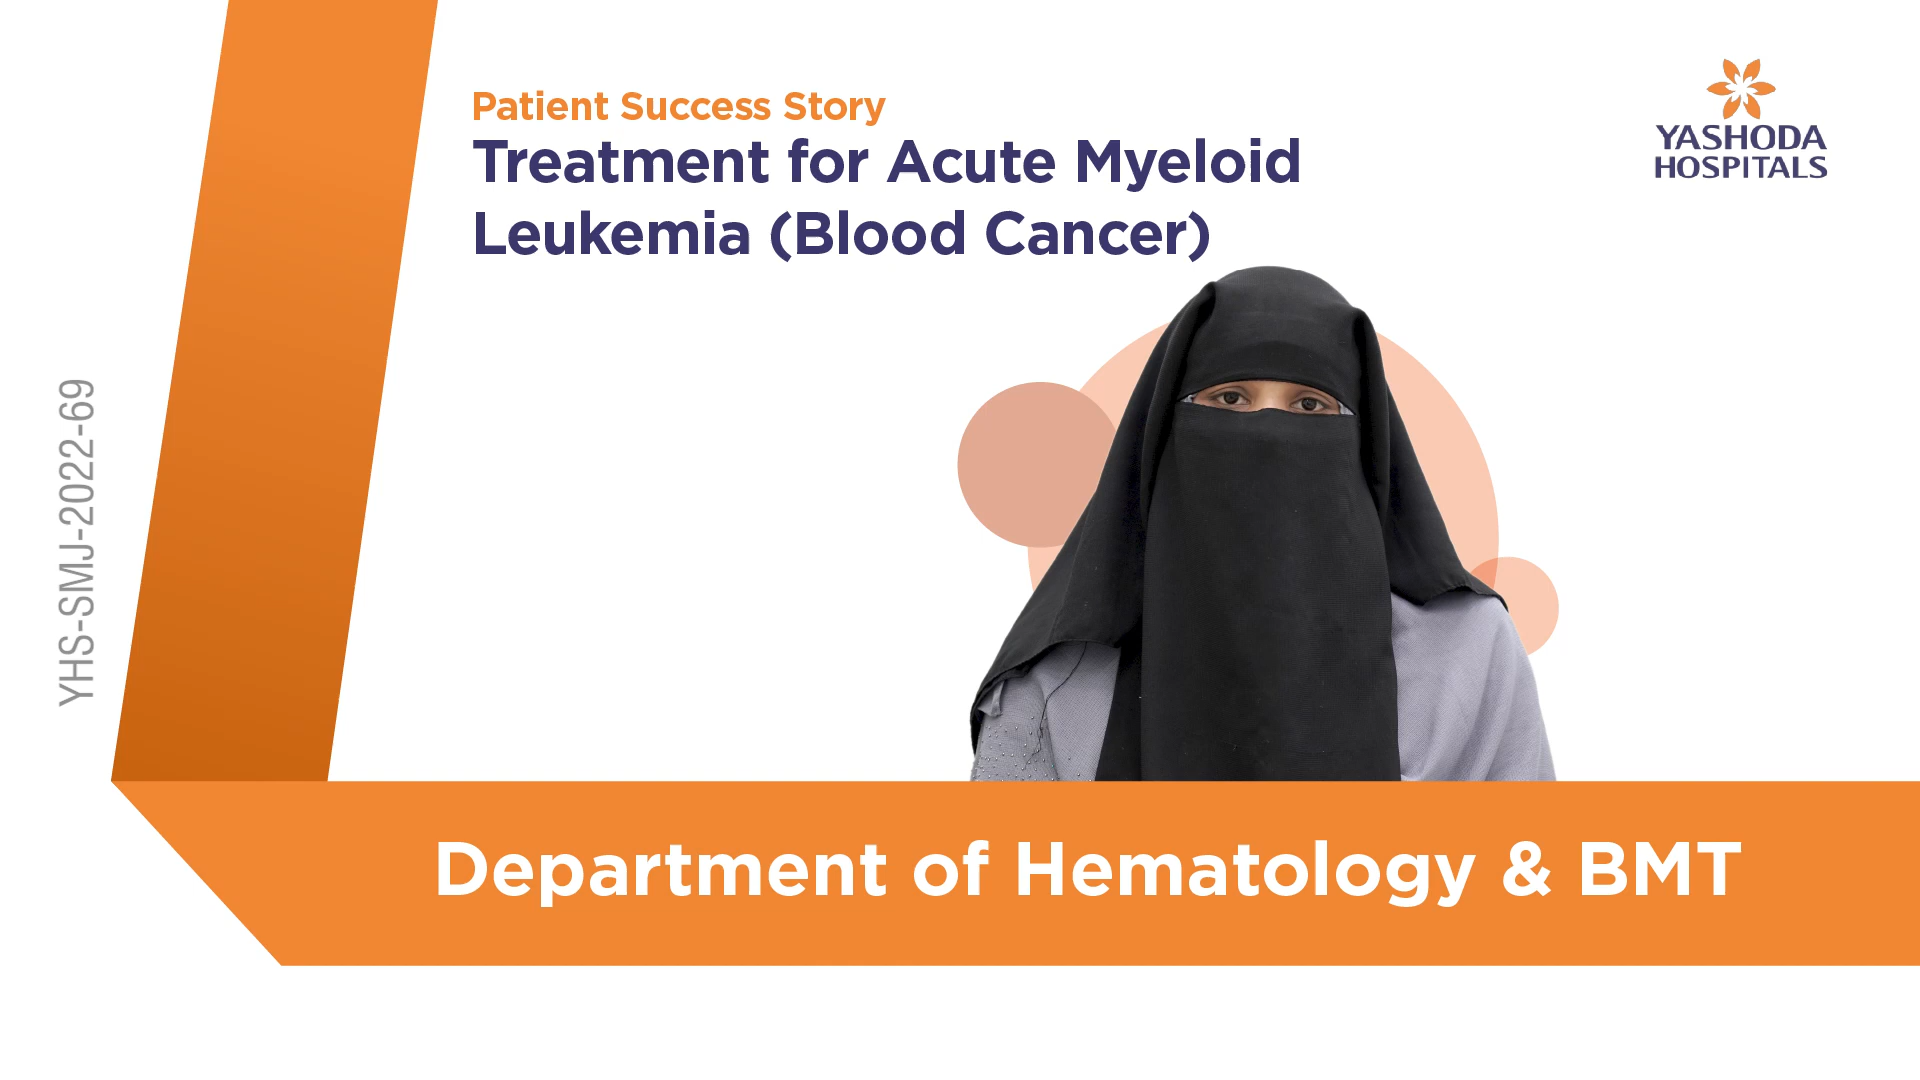 Patient Success Story
Treatment for Acute Myeloid
Leukemia (Blood Cancer)
YASHODA
HOSPITALS
YHS-SMJ-2022-69
Department of Hematology & BMT